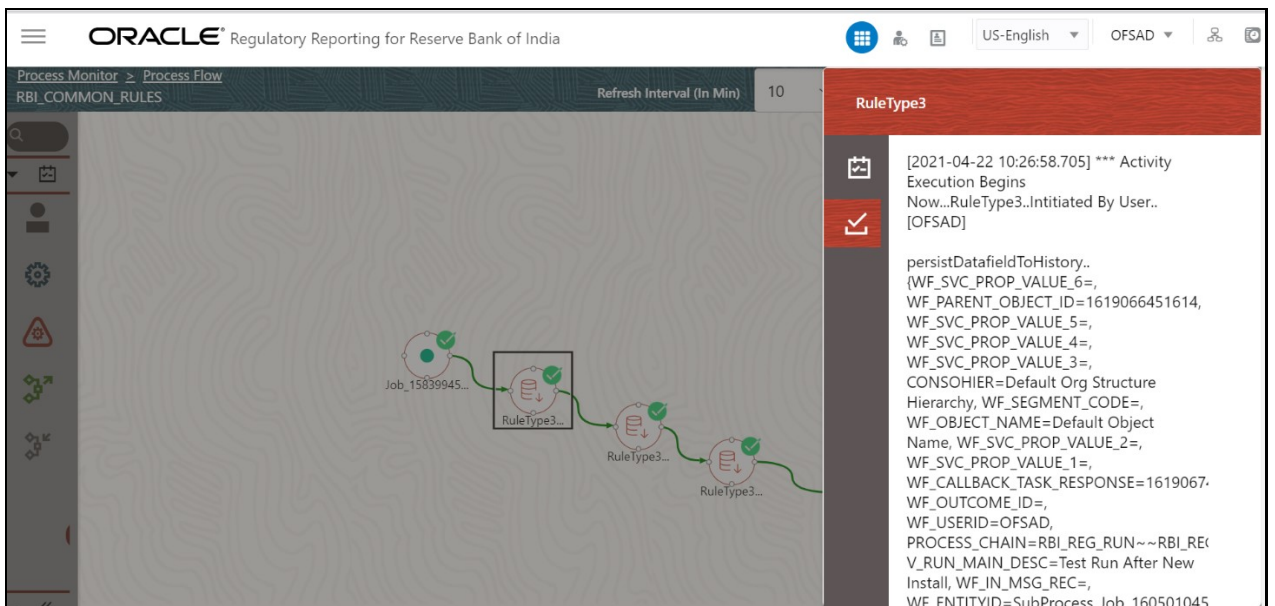 ORACLE® Regulatory Reporting for Reserve Bank of India
US-English
OFSAD
Process Monitor > Process Flow
RBI_COMMON_RULES
Refresh Interval (In Min)
10
Job_15839945...
RuleType3...
RuleType3...
RuleType3...
RuleType3
[2021-04-22 10:26:58.705] *** Activity
Execution Begins
Now...RuleType3..Intitiated By User..
[OFSAD]
persistDatafieldToHistory..
{WF_SVC_PROP_VALUE_6=,
WF_PARENT_OBJECT_ID=1619066451614,
WF_SVC_PROP_VALUE_5=,
WF_SVC_PROP_VALUE_4=,
WF_SVC_PROP_VALUE_3=,
CONSOHIER=Default Org Structure
Hierarchy, WF_SEGMENT_CODE=,
WF_OBJECT_NAME=Default Object
Name, WF_SVC_PROP_VALUE_2=,
WF_SVC_PROP_VALUE_1=,
WF_CALLBACK_TASK_RESPONSE=1619067
WF_OUTCOME_ID=,
WF_USERID=OFSAD,
PROCESS_CHAIN=RBI_REG_RUN~~RBI_RE
V_RUN_MAIN_DESC=Test Run After New
Install, WF_IN_MSG_REC=,
WF_ENTITYID=SubProcess_Job_160501045